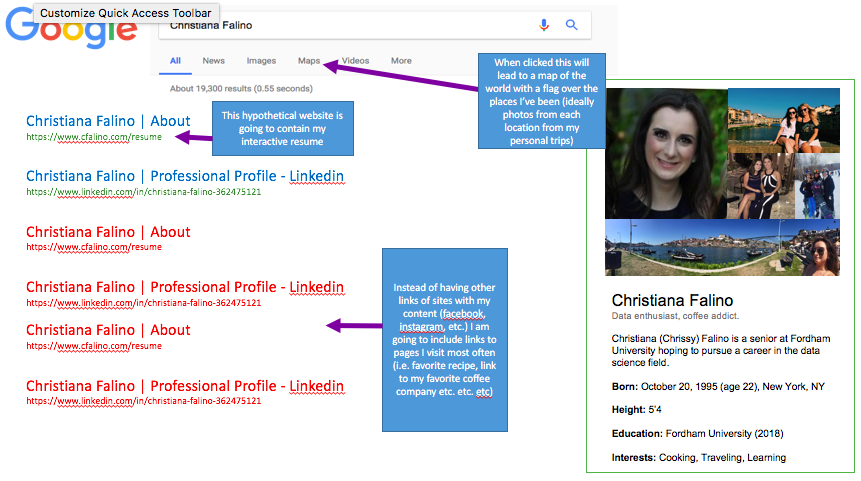 Customize Quick Access Toolbar
Google
Christiana Falino
All News Images Maps Videos More
About 19,300 results (0.55 seconds)
When clicked this will
lead to a map of the
world with a flag over the
places I've been (ideally
photos from each
location from my
personal trips)
This hypothetical website is
going to contain my
interactive resume
Christiana Falino | About
https://www.cfalino.com/resume
Christiana Falino | Professional Profile - Linkedin
https://www.linkedin.com/in/christiana-falino-362475121
Christiana Falino | About
https://www.cfalino.com/resume
Christiana Falino | Professional Profile - Linkedin
https://www.linkedin.com/in/christiana-falino-362475121
Christiana Falino | About
https://www.cfalino.com/resume
Christiana Falino | Professional Profile - Linkedin
https://www.linkedin.com/in/christiana-falino-362475121
Instead of having other
links of sites with my
content (facebook,
instagram, etc.) I am
going to include links to
pages I visit most often
(i.e. favorite recipe, link
to my favorite coffee
company etc. etc. etc)
Christiana Falino
Data enthusiast, coffee addict.
Christiana (Chrissy) Falino is a senior at Fordham
University hoping to pursue a career in the data
science field.
Born: October 20, 1995 (age 22), New York, NY
Height: 5'4
Education: Fordham University (2018)
Interests: Cooking, Traveling, Learning